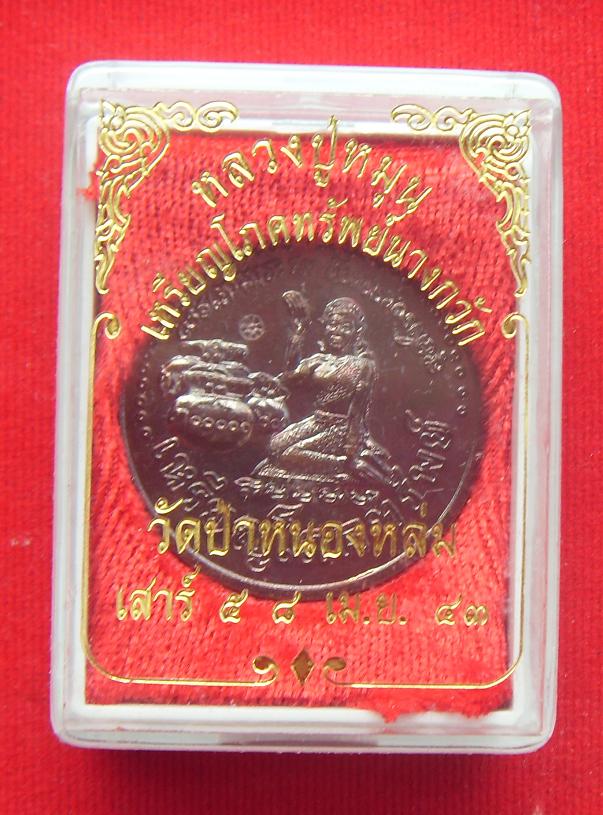 หลวงปู่หมุน
เหรียญโภคทรัพย์นางกวัก
วัดป่าหนองหล่ม
เสาร์ ๕ ๘ เม.ย. ๔๓